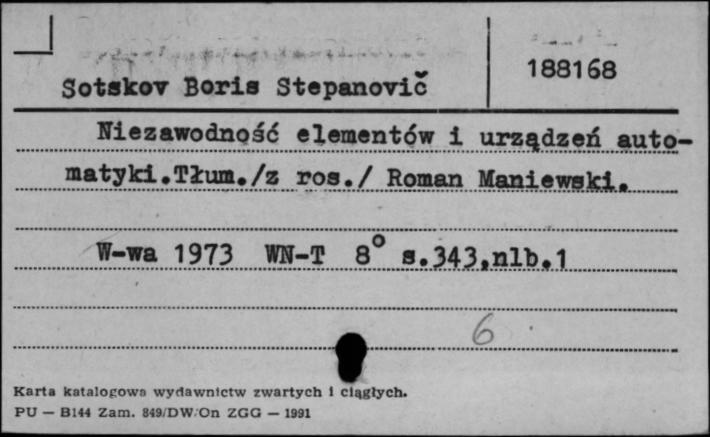 Sotskov Boris Stepanovič
188168
Niezawodność elementów i urządzeń auto-
matyki.Tłum./z ros./ Roman Maniewski.
W-wa 1973 WN-T 8° s.343,nlb.1
6
Karta katalogowa wydawnictw zwartych i ciągłych.
PU — B144 Zam. 849/DW/On ZGG — 1991